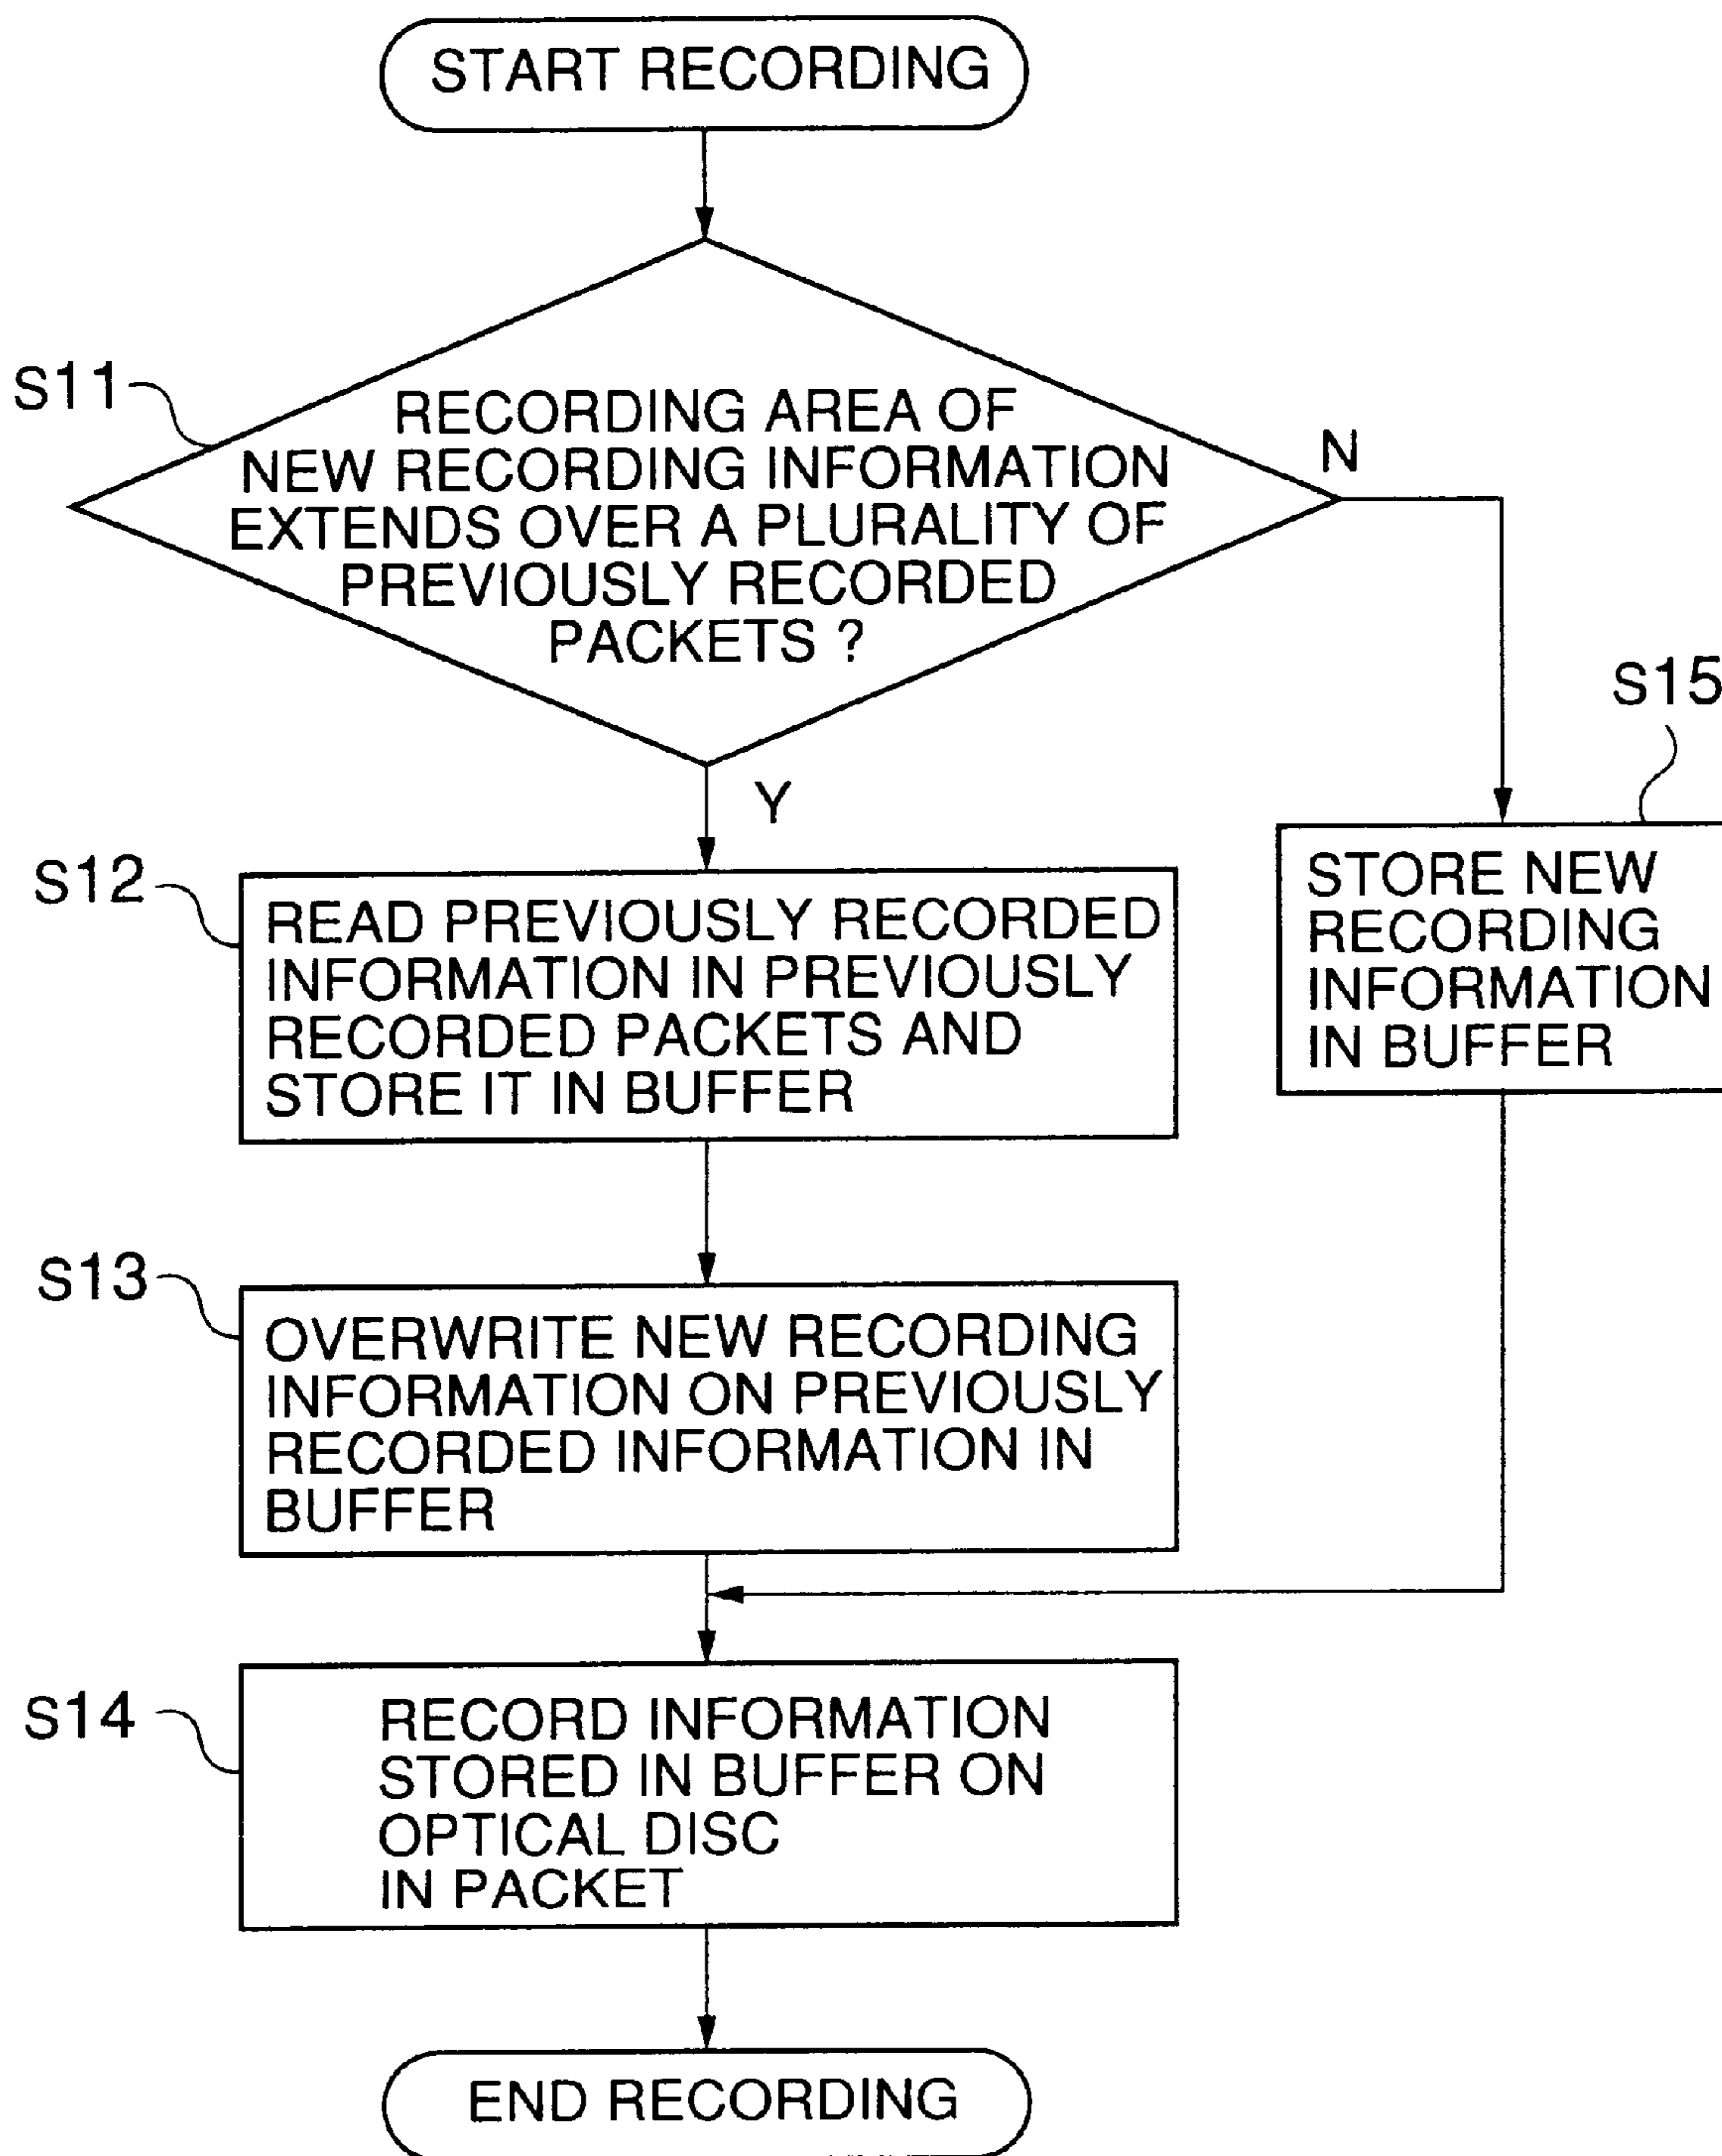 START RECORDING
S11
RECORDING AREA OF
NEW RECORDING INFORMATION
EXTENDS OVER A PLURALITY OF
PREVIOUSLY RECORDED
PACKETS ?
N
Y
S15
STORE NEW
RECORDING
INFORMATION
IN BUFFER
S12
READ PREVIOUSLY RECORDED
INFORMATION IN PREVIOUSLY
RECORDED PACKETS AND
STORE IT IN BUFFER
S13
OVERWRITE NEW RECORDING
INFORMATION ON PREVIOUSLY
RECORDED INFORMATION IN
BUFFER
S14
RECORD INFORMATION
STORED IN BUFFER ON
OPTICAL DISC
IN PACKET
END RECORDING